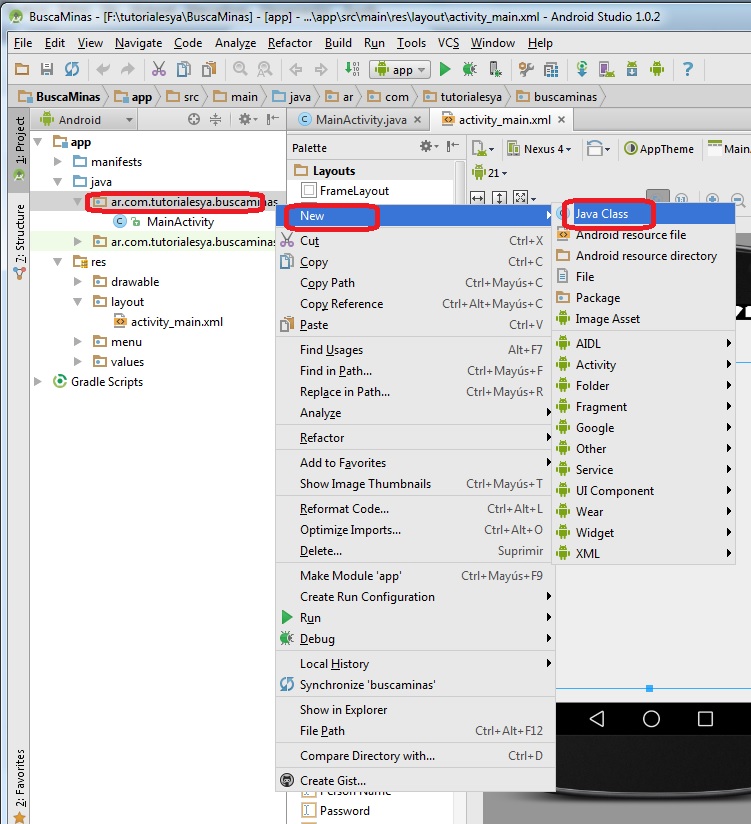 BuscaMinas - [F:\tutorialesya\BuscaMinas] - [app] - ...\app\src\main\res\layout\activity_main.xml - Android Studio 1.0.2
File Edit View Navigate Code Analyze Refactor Build Run Tools VCS Window Help
app
BuscaMinas app src main java ar com tutorialesya buscaminas
1: Project
Z: Structure
2: Favorites
Android
app
manifests
java
ar.com.tutorialesya.buscaminas
MainActivity
ar.com.tutorialesya.buscaminas
res
drawable
layout
activity_main.xml
menu
values
Gradle Scripts
MainActivity.java activity_main.xml
Palette
Nexus 4 AppTheme
21
Layouts
FrameLayout
New
Cut Ctrl+X
Copy Ctrl+C
Copy Path Ctrl+Mayús+C
Copy Reference Ctrl+Alt+Mayús+C
Paste Ctrl+V
Find Usages Alt+F7
Find in Path... Ctrl+Mayús+F
Replace in Path... Ctrl+Mayús+R
Analyze
Refactor
Add to Favorites
Show Image Thumbnails Ctrl+Mayús+T
Reformat Code... Ctrl+Alt+L
Optimize Imports... Ctrl+Alt+O
Delete... Suprimir
Make Module 'app' Ctrl+Mayús+F9
Create Run Configuration
Run
Debug
Local History
Synchronize 'buscaminas'
Show in Explorer
File Path Ctrl+Alt+F12
Compare Directory with... Ctrl+D
Create Gist...
Java Class
Android resource file
Android resource directory
File
Package
Image Asset
AIDL
Activity
Folder
Fragment
Google
Other
Service
UI Component
Wear
Widget
XML
Password